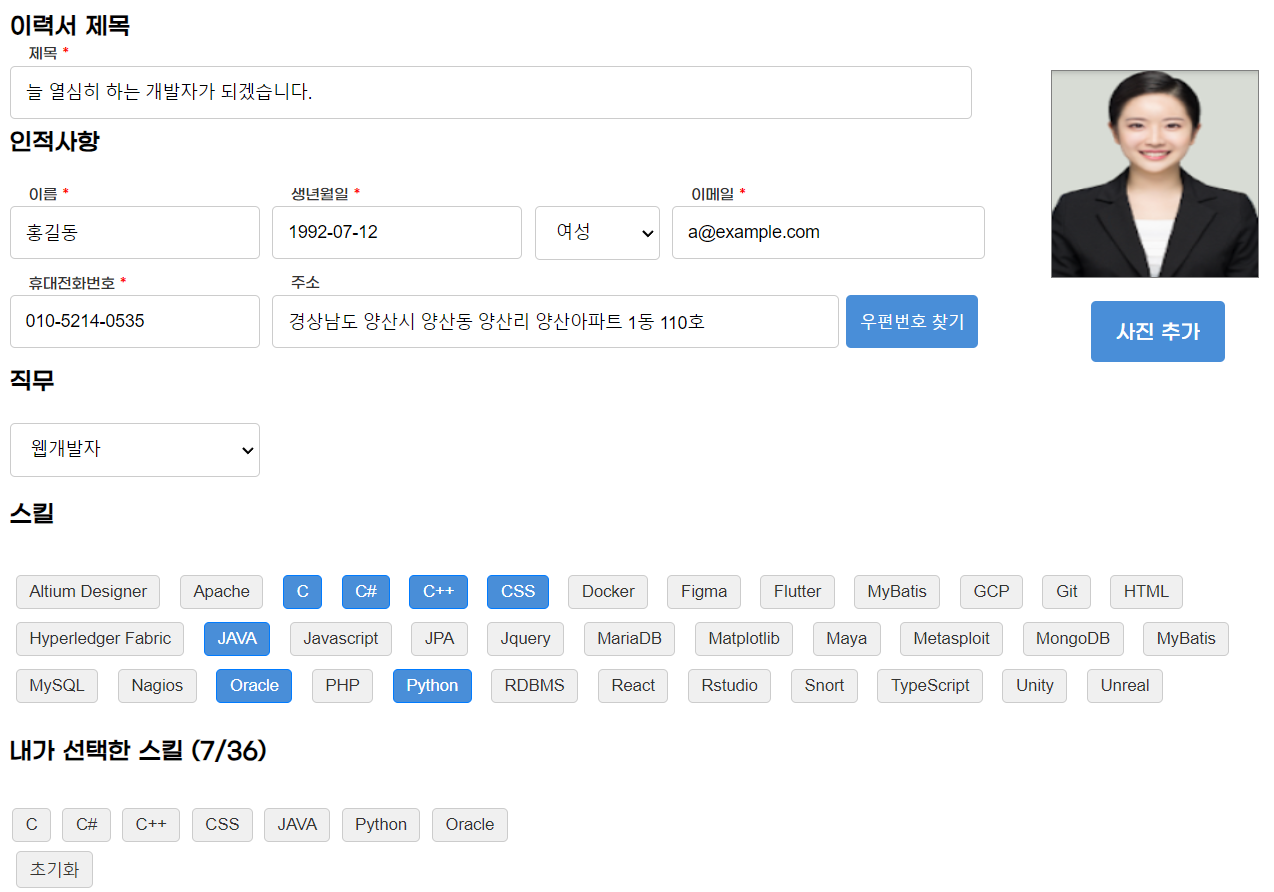 이력서 제목
제목 *
늘 열심히 하는 개발자가 되겠습니다.
인적사항
이름 * 생년월일 * 이메일 *
홍길동 1992-07-12 여성 a@example.com
휴대전화번호 * 주소
010-5214-0535 경상남도 양산시 양산동 양산리 양산아파트 1동 110호 우편번호 찾기
사진 추가
직무
웹개발자
스킬
Altium Designer Apache C C# C++ CSS Docker Figma Flutter MyBatis GCP Git HTML
Hyperledger Fabric JAVA Javascript JPA Jquery MariaDB Matplotlib Maya Metasploit MongoDB MyBatis
MySQL Nagios Oracle PHP Python RDBMS React Rstudio Snort TypeScript Unity Unreal
내가 선택한 스킬 (7/36)
C C# C++ CSS JAVA Python Oracle
초기화